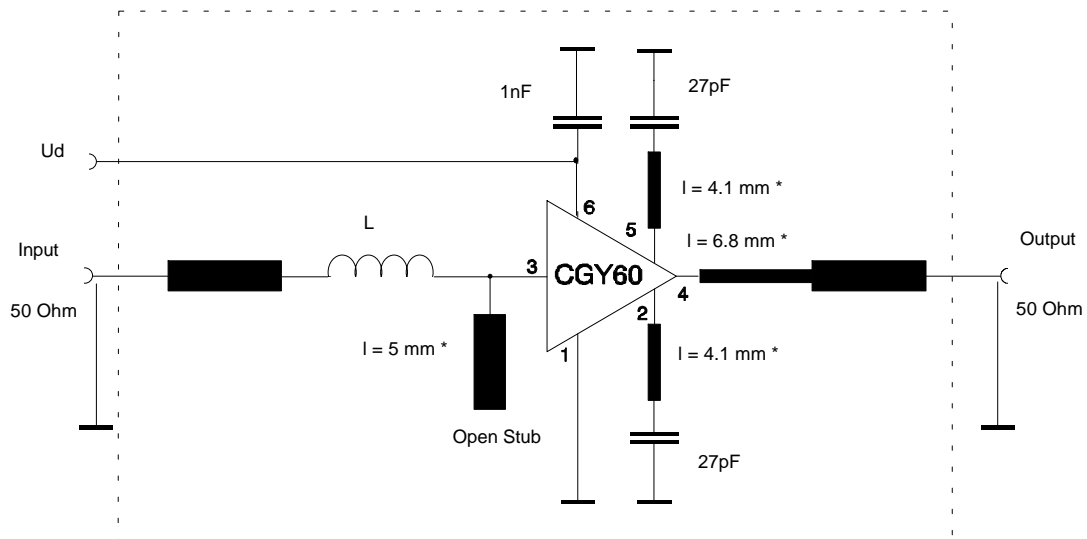 1nF
27pF
Ud
l = 4.1 mm *
6
5
L
l = 6.8 mm *
Input
Output
3
CGY60
4
50 Ohm
50 Ohm
2
1
l = 5 mm *
l = 4.1 mm *
Open Stub
27pF